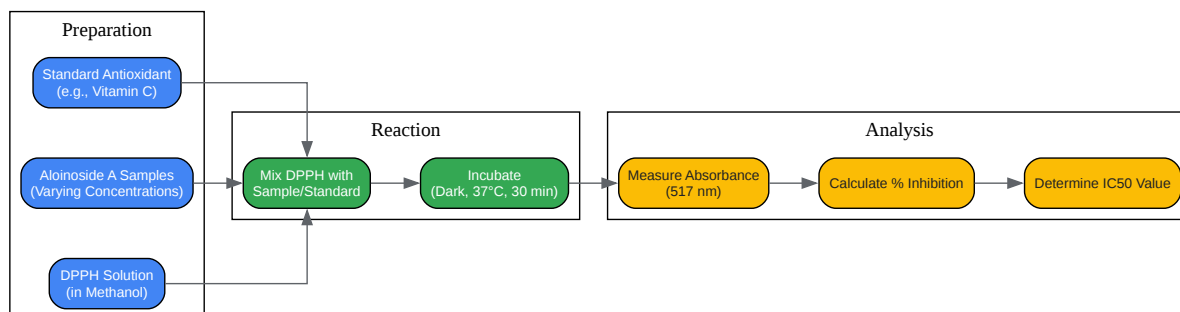 Preparation
Standard Antioxidant
(e.g., Vitamin C)
Aloinoside A Samples
(Varying Concentrations)
DPPH Solution
(in Methanol)
Reaction
Mix DPPH with
Sample/Standard
Incubate
(Dark, 37°C, 30 min)
Analysis
Measure Absorbance
(517 nm)
Calculate % Inhibition
Determine IC50 Value